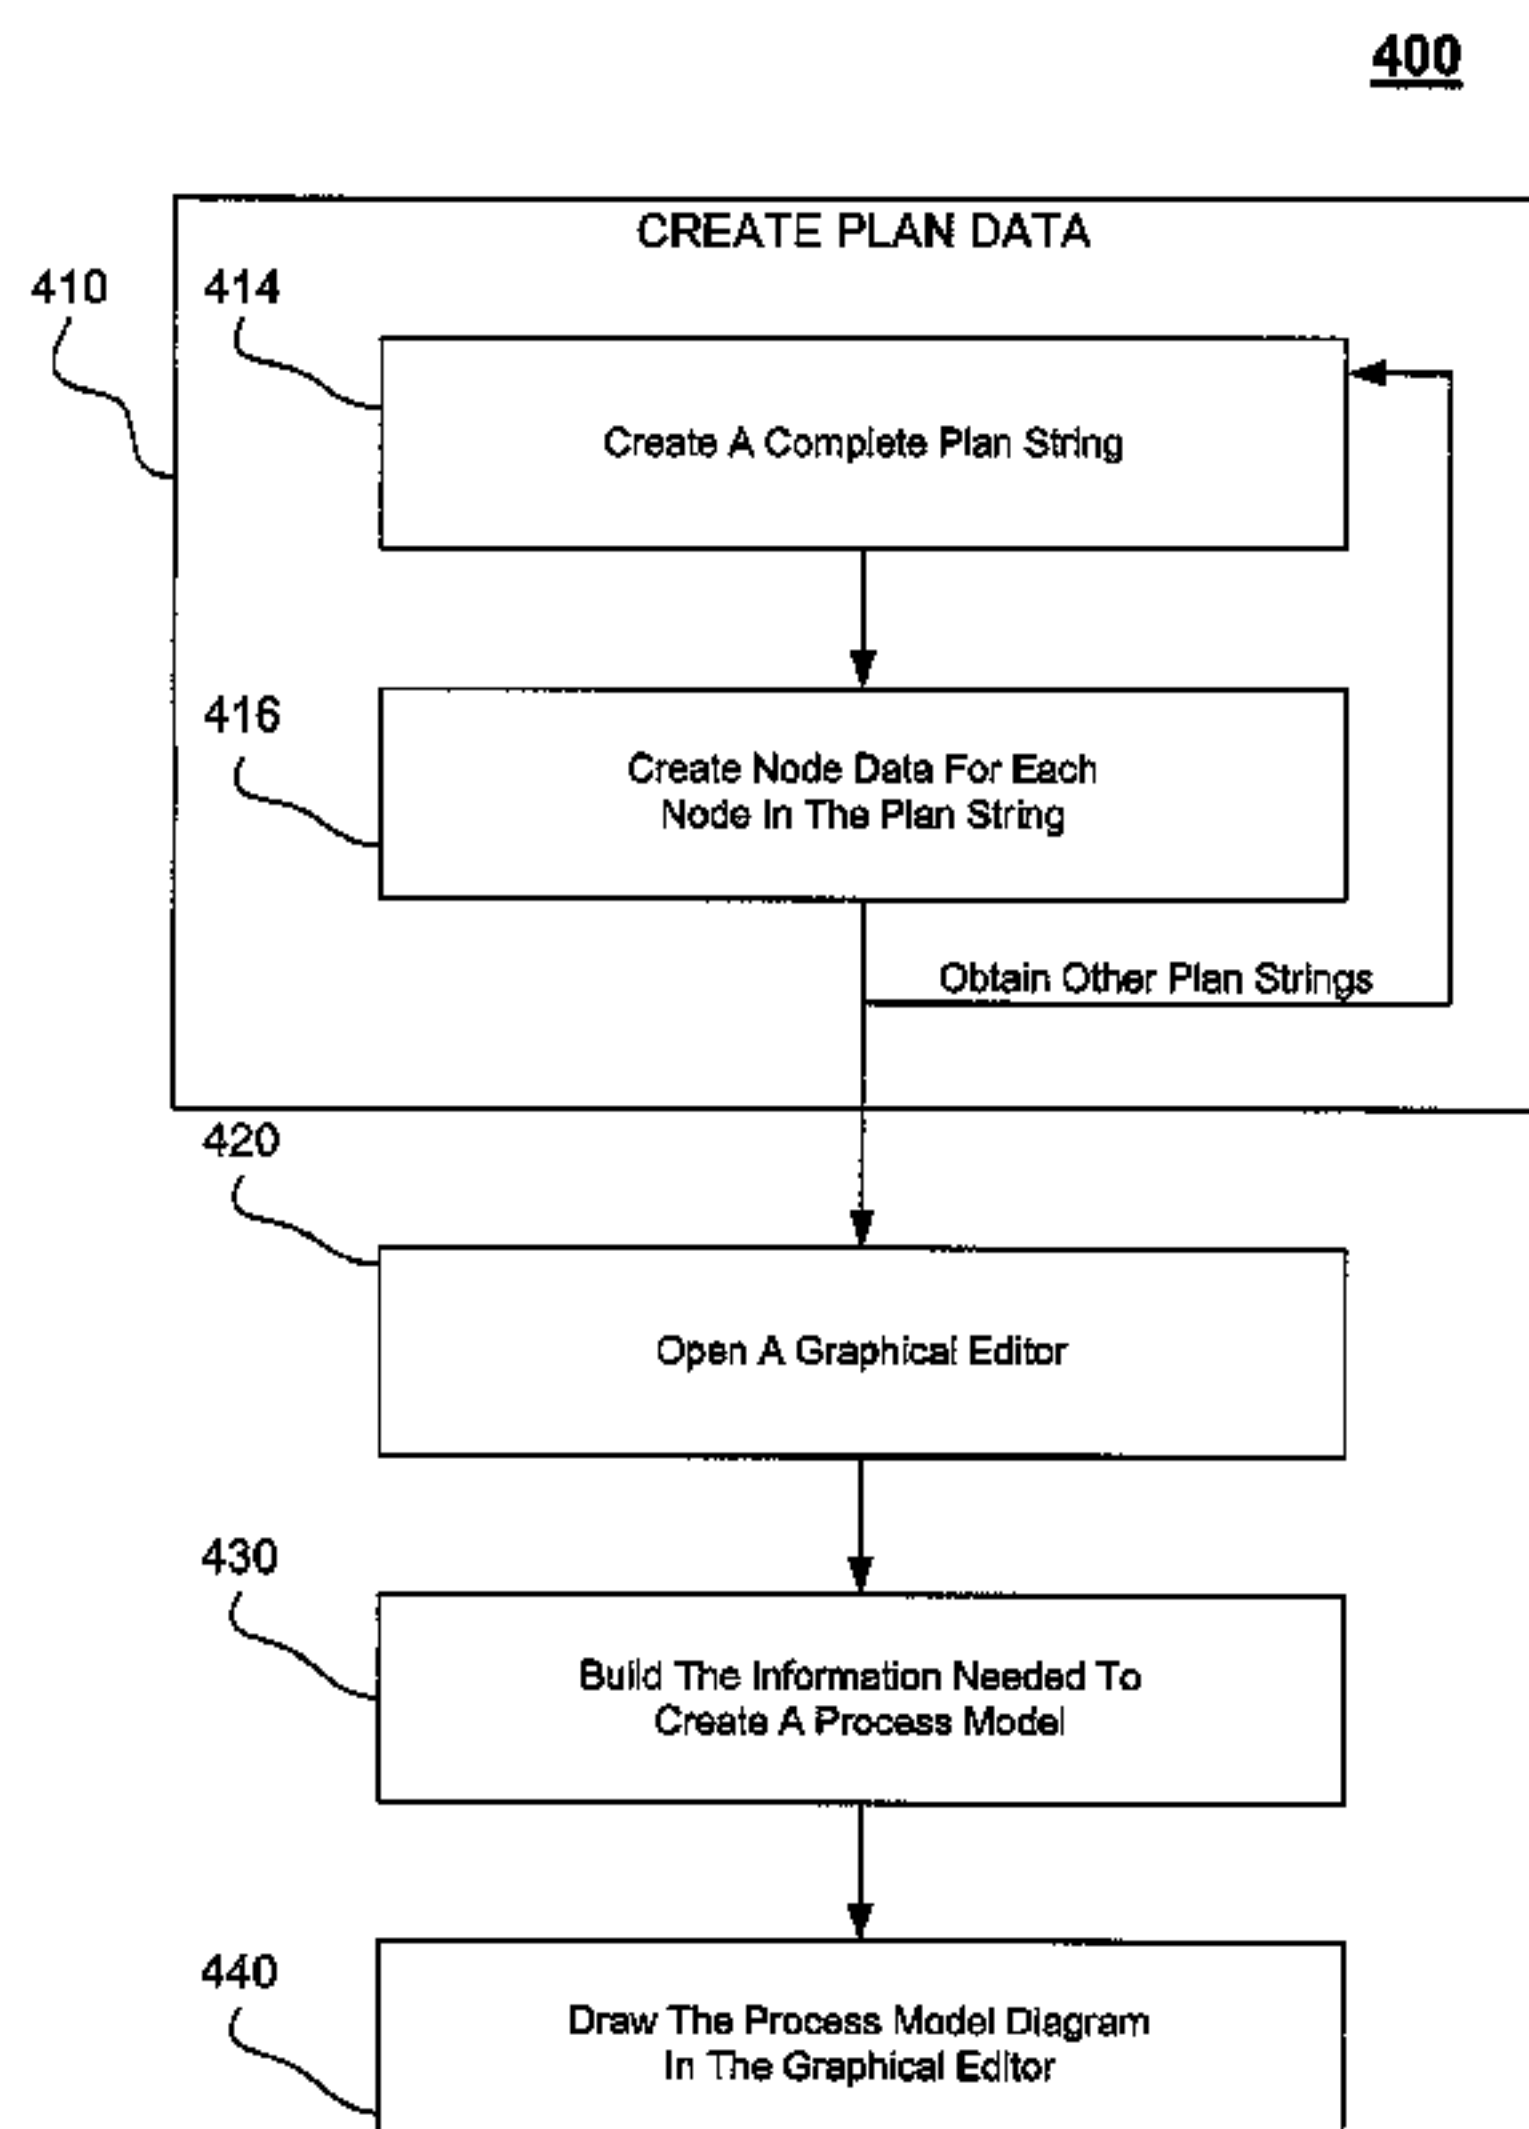 400
CREATE PLAN DATA
410
414
Create A Complete Plan String
416
Create Node Data For Each
Node In The Plan String
Obtain Other Plan Strings
420
Open A Graphical Editor
430
Build The Information Needed To
Create A Process Model
440
Draw The Process Model Diagram
In The Graphical Editor